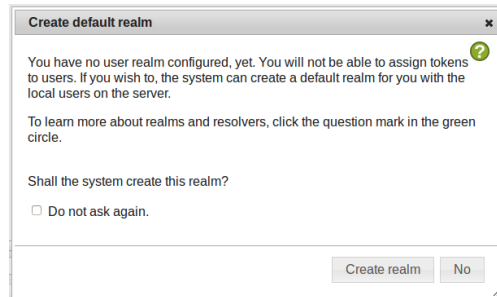 Create default realm
You have no user realm configured, yet. You will not be able to assign tokens
to users. If you wish to, the system can create a default realm for you with the
local users on the server.
To learn more about realms and resolvers, click the question mark in the green
circle.
Shall the system create this realm?
Do not ask again.
Create realm No